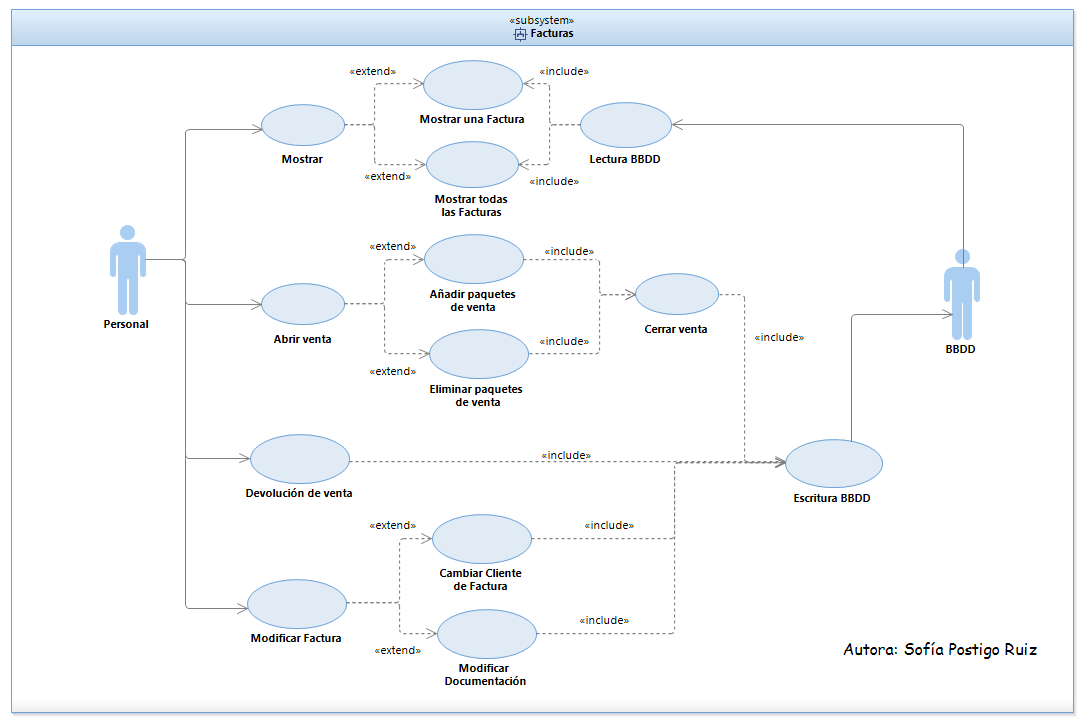 «subsystem»
Facturas
«extend»
«include»
Mostrar una Factura
Mostrar
Lectura BBDD
«extend»
«include»
Mostrar todas
las Facturas
«extend»
«include»
Añadir paquetes
de venta
Personal
Abrir venta
Cerrar venta
«include»
«include»
BBDD
«extend»
Eliminar paquetes
de venta
«include»
Devolución de venta
Escritura BBDD
«extend»
«include»
Cambiar Cliente
de Factura
«include»
Modificar Factura
«extend»
Modificar
Documentación
Autora: Sofía Postigo Ruiz